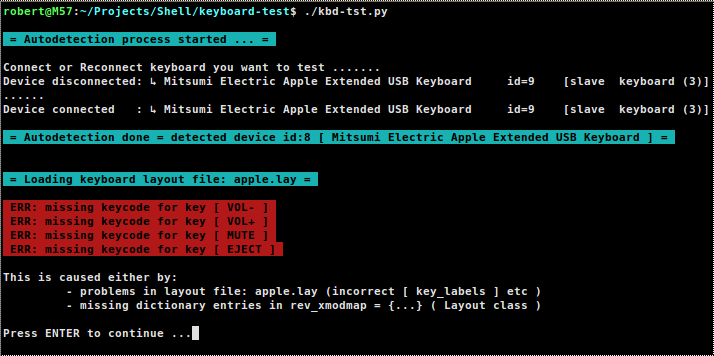 robert@M57:~/Projects/Shell/keyboard-test$ ./kbd-tst.py
= Autodetection process started ... =
Connect or Reconnect keyboard you want to test .......
Device disconnected: ↳ Mitsumi Electric Apple Extended USB Keyboard id=9 [slave keyboard (3)]
......
Device connected : ↳ Mitsumi Electric Apple Extended USB Keyboard id=9 [slave keyboard (3)]
= Autodetection done = detected device id:8 [ Mitsumi Electric Apple Extended USB Keyboard ] =
= Loading keyboard layout file: apple.lay =
ERR: missing keycode for key [ VOL- ]
ERR: missing keycode for key [ VOL+ ]
ERR: missing keycode for key [ MUTE ]
ERR: missing keycode for key [ EJECT ]
This is caused either by:
- problems in layout file: apple.lay (incorrect [ key_labels ] etc )
- missing dictionary entries in rev_xmodmap = {...} ( Layout class )
Press ENTER to continue ...